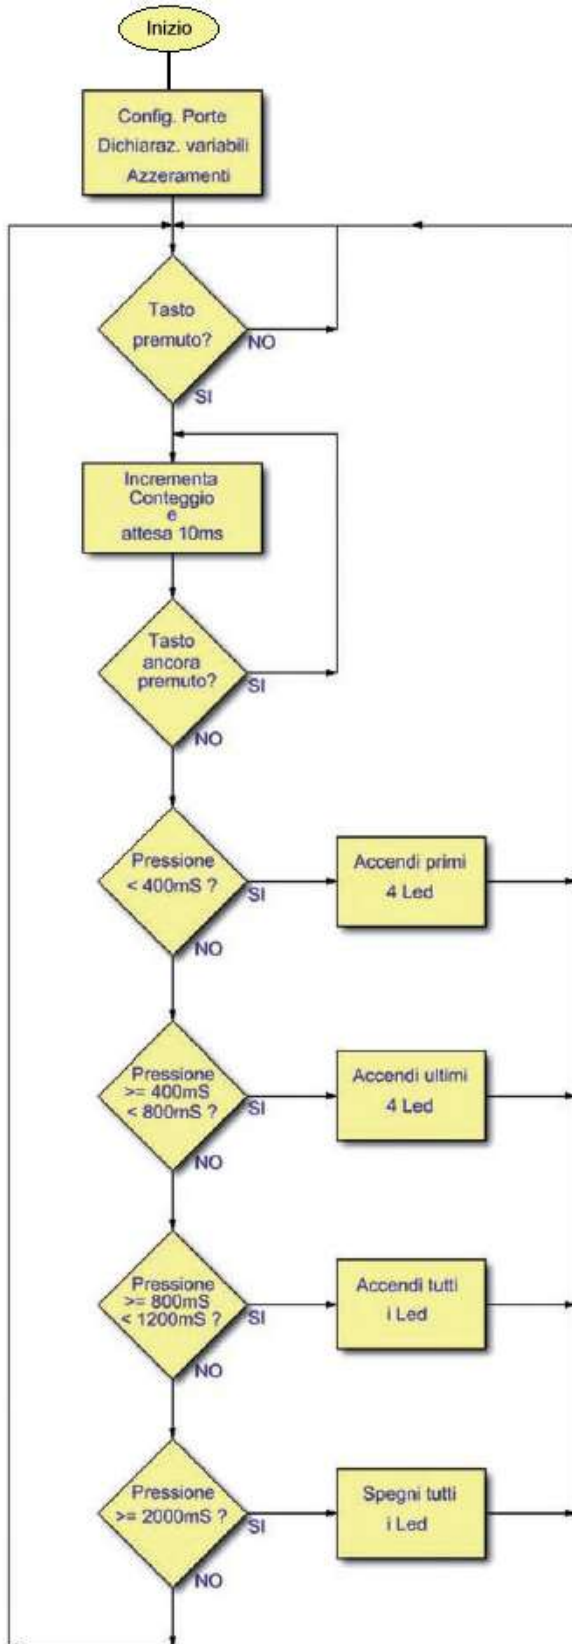 Inizio
Config. Porte
Dichiaraz. variabili
Azzeramenti
Tasto
premuto?
NO
SI
Incrementa
Conteggio
e
attesa 10ms
Tasto
ancora
premuto?
SI
NO
Pressione
< 400mS ?
SI
NO
Accendi primi
4 Led
Pressione
>= 400mS
< 800mS ?
SI
NO
Accendi ultimi
4 Led
Pressione
>= 800mS
< 1200mS ?
SI
NO
Accendi tutti
i Led
Pressione
>= 2000mS ?
SI
NO
Spegni tutti
i Led